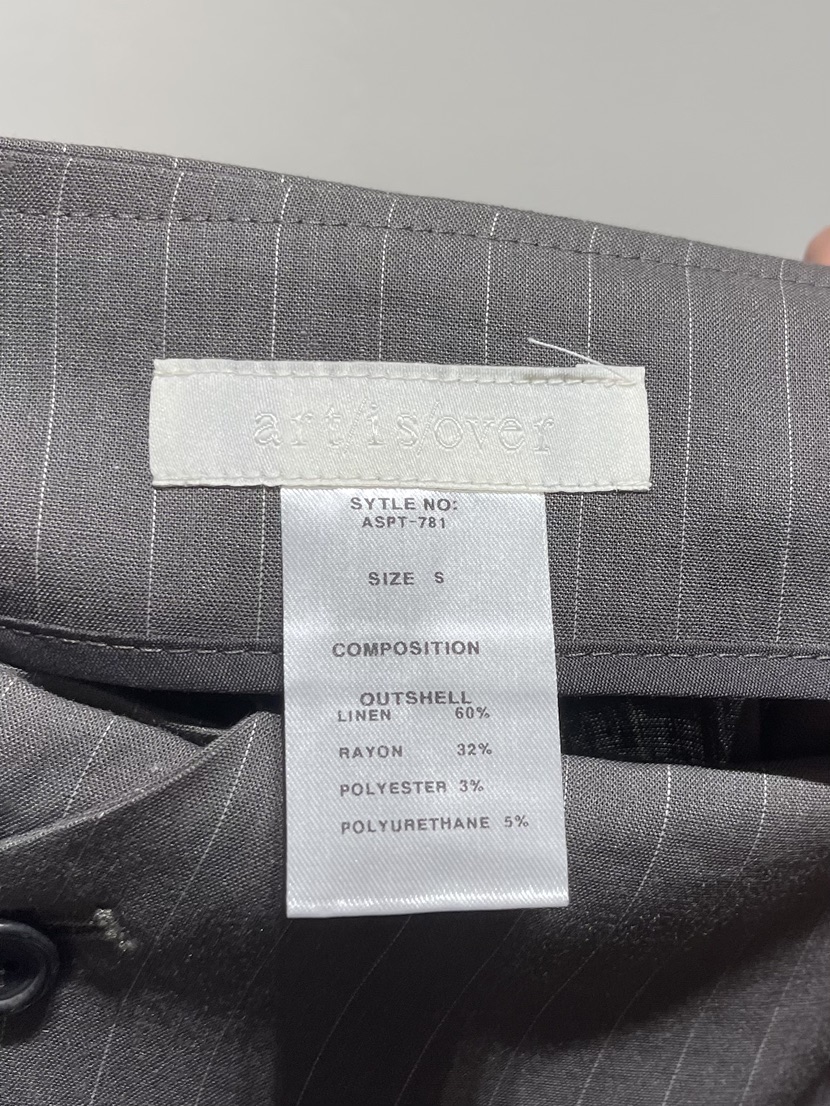 art/is/over
SYTLE NO:
ASPT-781
SIZE S
COMPOSITION
OUTSHELL
LINEN 60%
RAYON 32%
POLYESTER 3%
POLYURETHANE 5%